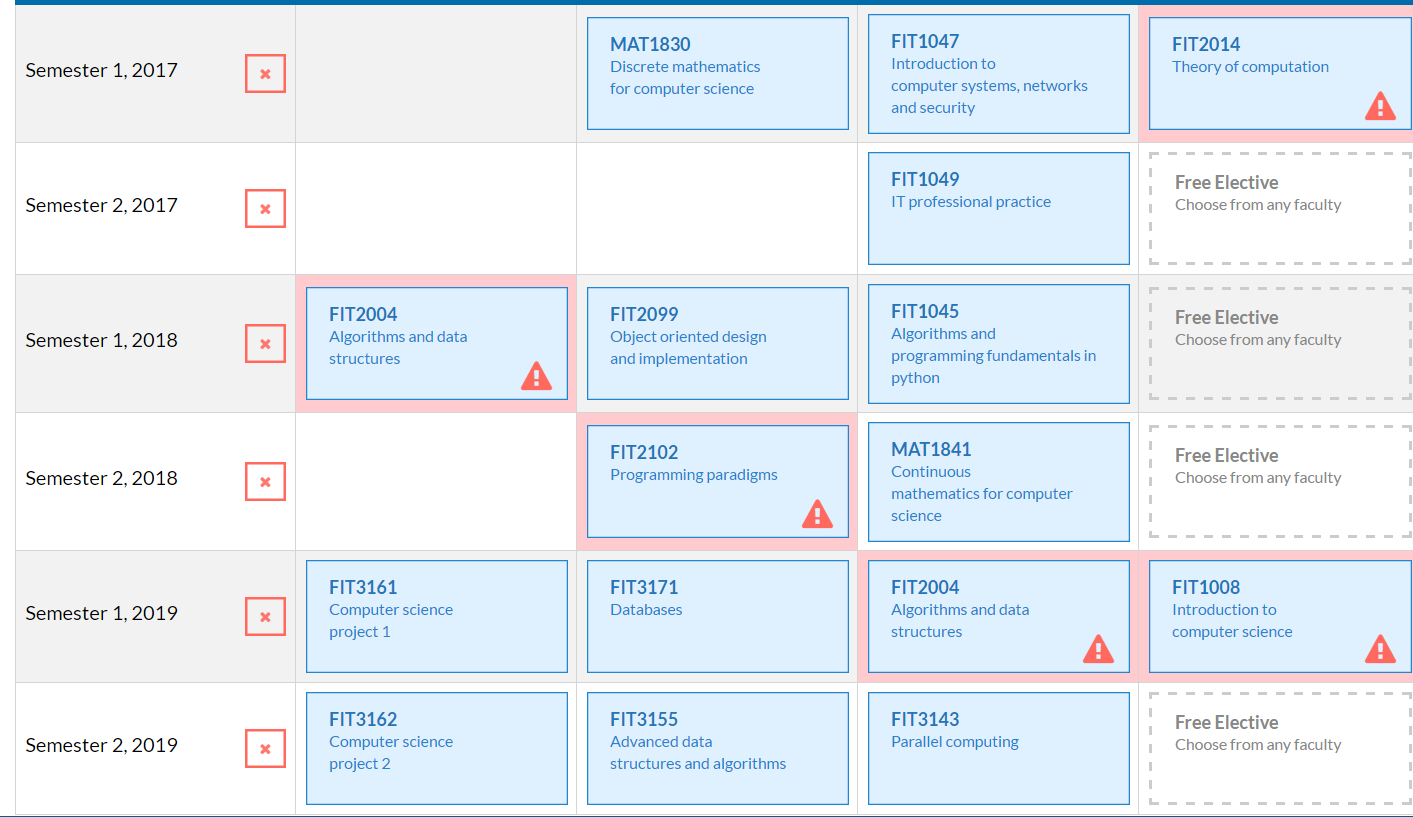 Semester 1, 2017
MAT1830
Discrete mathematics
for computer science
FIT1047
Introduction to
computer systems, networks
and security
FIT2014
Theory of computation
Semester 2, 2017
FIT1049
IT professional practice
Free Elective
Choose from any faculty
Semester 1, 2018
FIT2004
Algorithms and data
structures
FIT2099
Object oriented design
and implementation
FIT1045
Algorithms and
programming fundamentals in
python
Free Elective
Choose from any faculty
Semester 2, 2018
FIT2102
Programming paradigms
MAT1841
Continuous
mathematics for computer
science
Free Elective
Choose from any faculty
Semester 1, 2019
FIT3161
Computer science
project 1
FIT3171
Databases
FIT2004
Algorithms and data
structures
FIT1008
Introduction to
computer science
Semester 2, 2019
FIT3162
Computer science
project 2
FIT3155
Advanced data
structures and algorithms
FIT3143
Parallel computing
Free Elective
Choose from any faculty